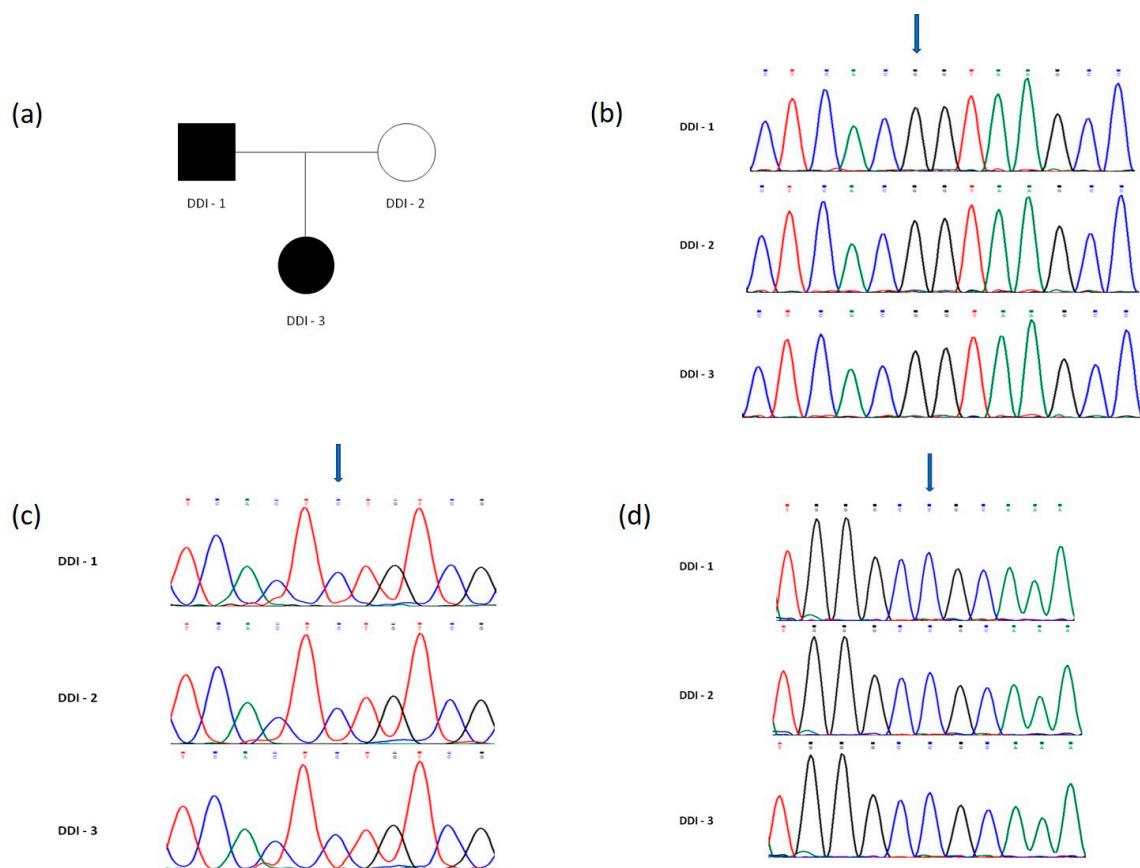 (a)
DDI - 1
DDI - 2
DDI - 3
(b)
C T C A C G G T A A G C C
DDI - 1
C T C A C G G T A A G C C
DDI - 2
C T C A C G G T A A G C C
DDI - 3
(c)
T C A C T C T G T C G
DDI - 1
T C A C T C T G T C G
DDI - 2
T C A C T C T G T C G
DDI - 3
(d)
T G G G C C G C A A A
DDI - 1
T G G G C C G C A A A
DDI - 2
T G G G C C G C A A A
DDI - 3